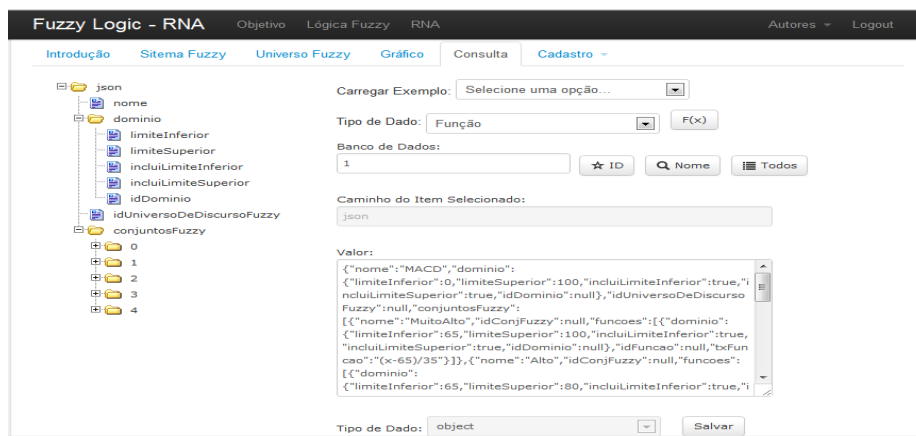 Fuzzy Logic - RNA Objetivo Lógica Fuzzy RNA Autores Logout
Introdução Sitema Fuzzy Universo Fuzzy Gráfico Consulta Cadastro
json
nome
dominio
limiteInferior
limiteSuperior
incluiLimiteInferior
incluiLimiteSuperior
idDominio
idUniversoDeDiscursoFuzzy
conjuntosFuzzy
0
1
2
3
4
Carregar Exemplo: Selecione uma opção...
Tipo de Dado: Função F(x)
Banco de Dados:
1 ID Nome Todos
Caminho do Item Selecionado:
json
Valor:
{"nome":"MACD","dominio":
{"limiteInferior":0,"limiteSuperior":100,"incluiLimiteInferior":true,"i
ncluiLimiteSuperior":true,"idDominio":null},"idUniversoDeDiscurso
Fuzzy":null,"conjuntosFuzzy":
[{"nome":"MuitoAlto","idConjFuzzy":null,"funcoes":[{"dominio":
{"limiteInferior":65,"limiteSuperior":100,"incluiLimiteInferior":true,
"incluiLimiteSuperior":true,"idDominio":null},"idFuncao":null,"txFun
cao":"(x-65)/35"}]},{"nome":"Alto","idConjFuzzy":null,"funcoes":
[{"dominio":
{"limiteInferior":65,"limiteSuperior":80,"incluiLimiteInferior":true,"i
Tipo de Dado: object Salvar